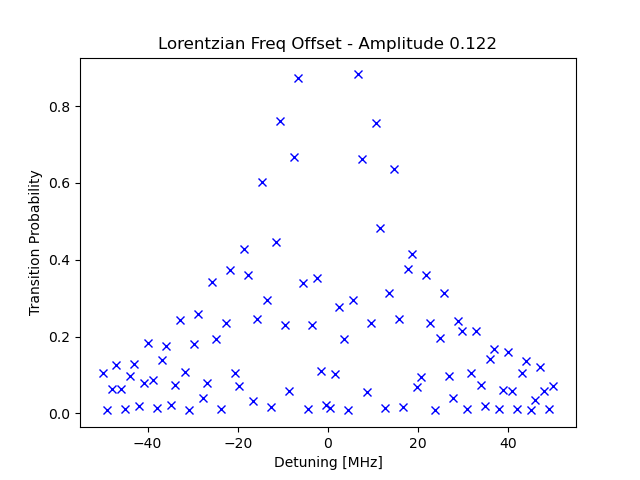 Lorentzian Freq Offset - Amplitude 0.122
Transition Probability
0.8
0.6
0.4
0.2
0.0
−40 −20 0 20 40
Detuning [MHz]